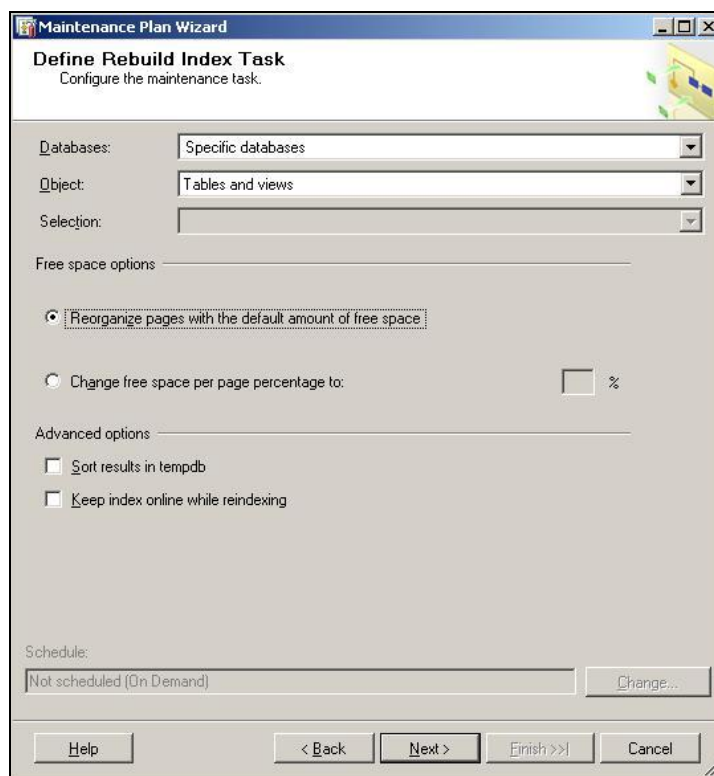 Maintenance Plan Wizard
Define Rebuild Index Task
Configure the maintenance task.
Databases: Specific databases
Object: Tables and views
Selection:
Free space options
Reorganize pages with the default amount of free space
Change free space per page percentage to: %
Advanced options
Sort results in tempdb
Keep index online while reindexing
Schedule:
Not scheduled (On Demand) Change...
Help < Back Next > Finish >>| Cancel